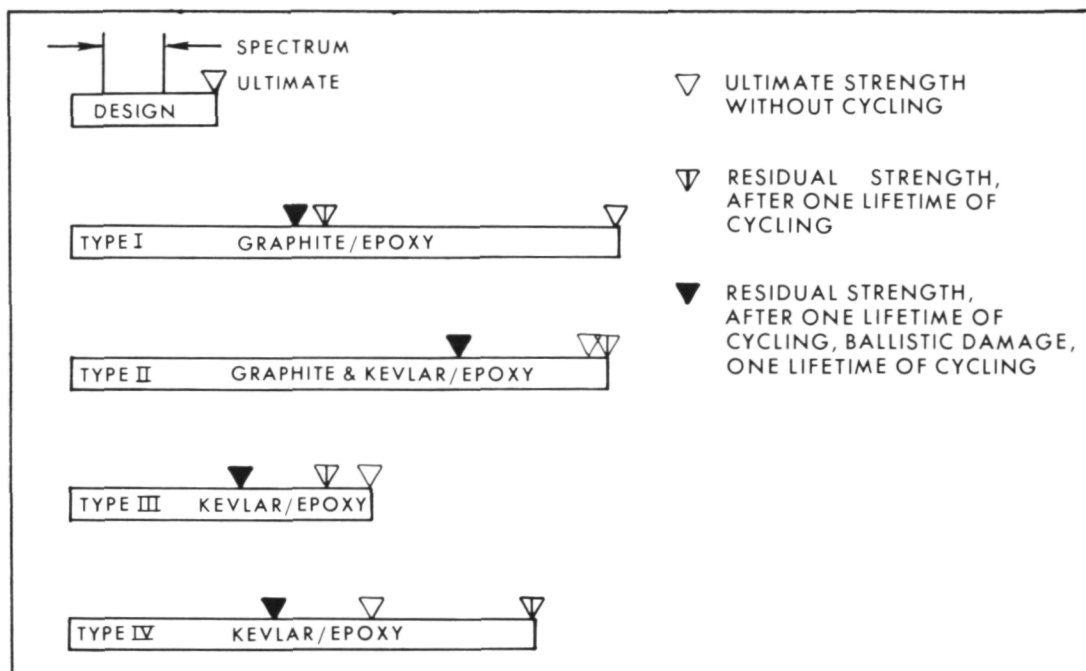 SPECTRUM
ULTIMATE
DESIGN
ULTIMATE STRENGTH
WITHOUT CYCLING
RESIDUAL STRENGTH,
AFTER ONE LIFETIME OF
CYCLING
TYPE I GRAPHITE/EPOXY
RESIDUAL STRENGTH,
AFTER ONE LIFETIME OF
CYCLING, BALLISTIC DAMAGE,
ONE LIFETIME OF CYCLING
TYPE II GRAPHITE & KEVLAR/EPOXY
TYPE III KEVLAR/EPOXY
TYPE IV KEVLAR/EPOXY